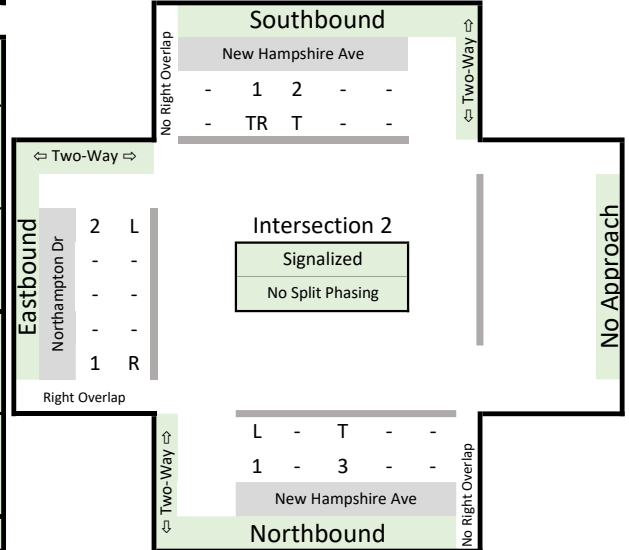 Southbound
New Hampshire Ave
No Right Overlap
- 1 2 - -
- TR T - -
⇦ Two-Way ⇨
⇦ Two-Way ⇨
Eastbound
Northampton Dr
2 L
- -
- -
- -
1 R
Right Overlap
Intersection 2
Signalized
No Split Phasing
No Approach
⇦ Two-Way ⇨
L - T - -
1 - 3 - -
New Hampshire Ave
Northbound
No Right Overlap